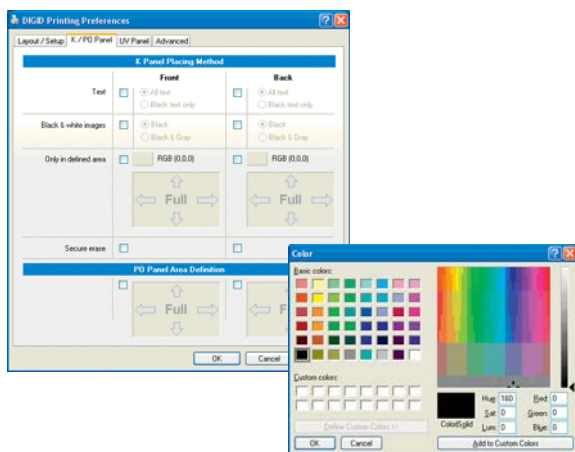 DIGID Printing Preferences
Layout / Setup K / PO Panel UV Panel Advanced
K Panel Placing Method
Front Back
Text All text All text
Black text only Black text only
Black & white images Black Black
Black & Gray Black & Gray
Only in defined area RGB (0,0,0) RGB (0,0,0)
Full Full
Secure erase
PO Panel Area Definition
Full F
OK Cancel
Color
Basic colors:
Custom colors:
Define Custom Colors >>
OK Cancel
Color|Solid
Hue: 160 Red: 0
Sat: 0 Green: 0
Lum: 0 Blue: 0
Add to Custom Colors